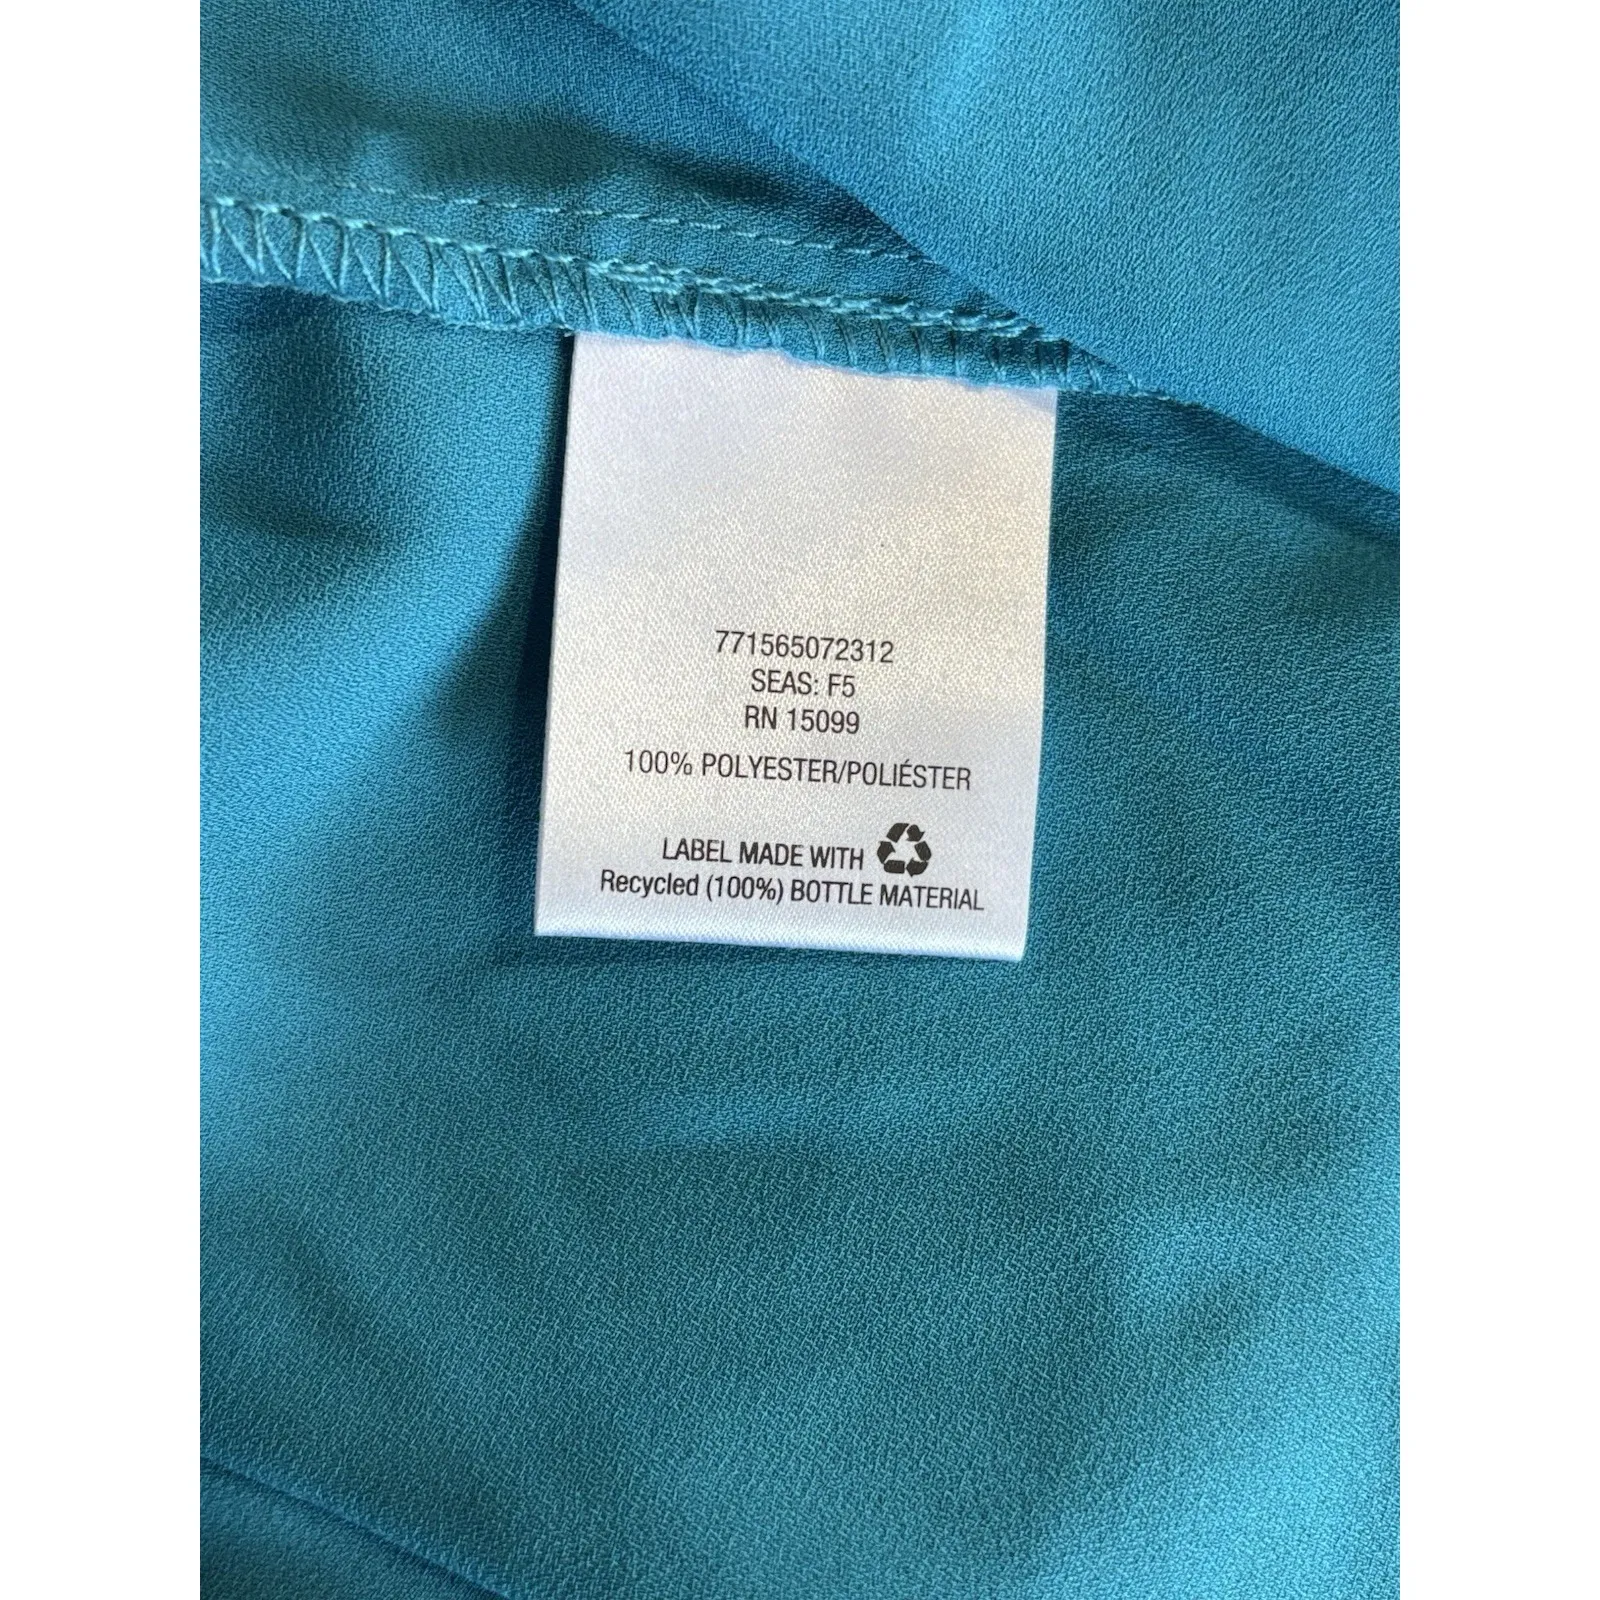 771565072312
SEAS: F5
RN 15099
100% POLYESTER/POLIÉSTER
LABEL MADE WITH
Recycled (100%) BOTTLE MATERIAL